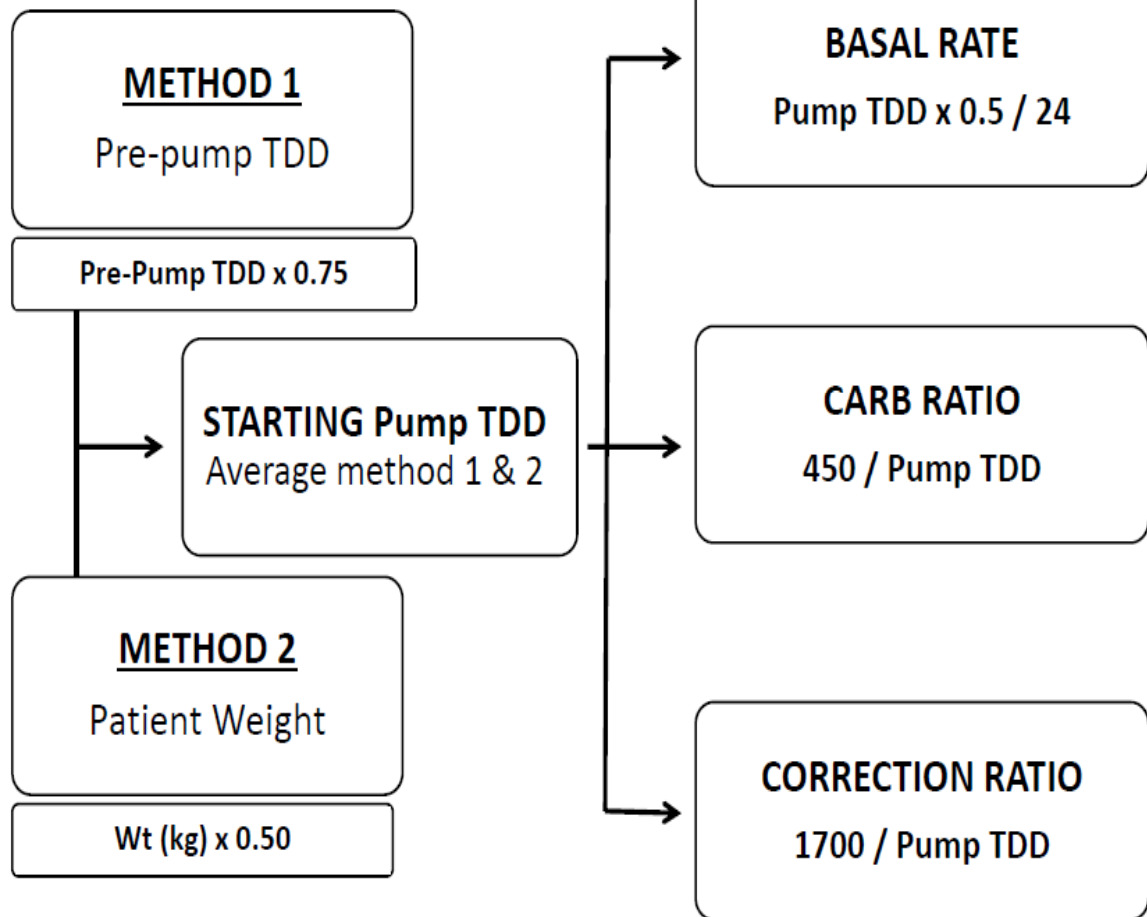 METHOD 1
Pre-pump TDD
Pre-Pump TDD x 0.75
METHOD 2
Patient Weight
Wt (kg) x 0.50
STARTING Pump TDD
Average method 1 & 2
BASAL RATE
Pump TDD x 0.5 / 24
CARB RATIO
450 / Pump TDD
CORRECTION RATIO
1700 / Pump TDD